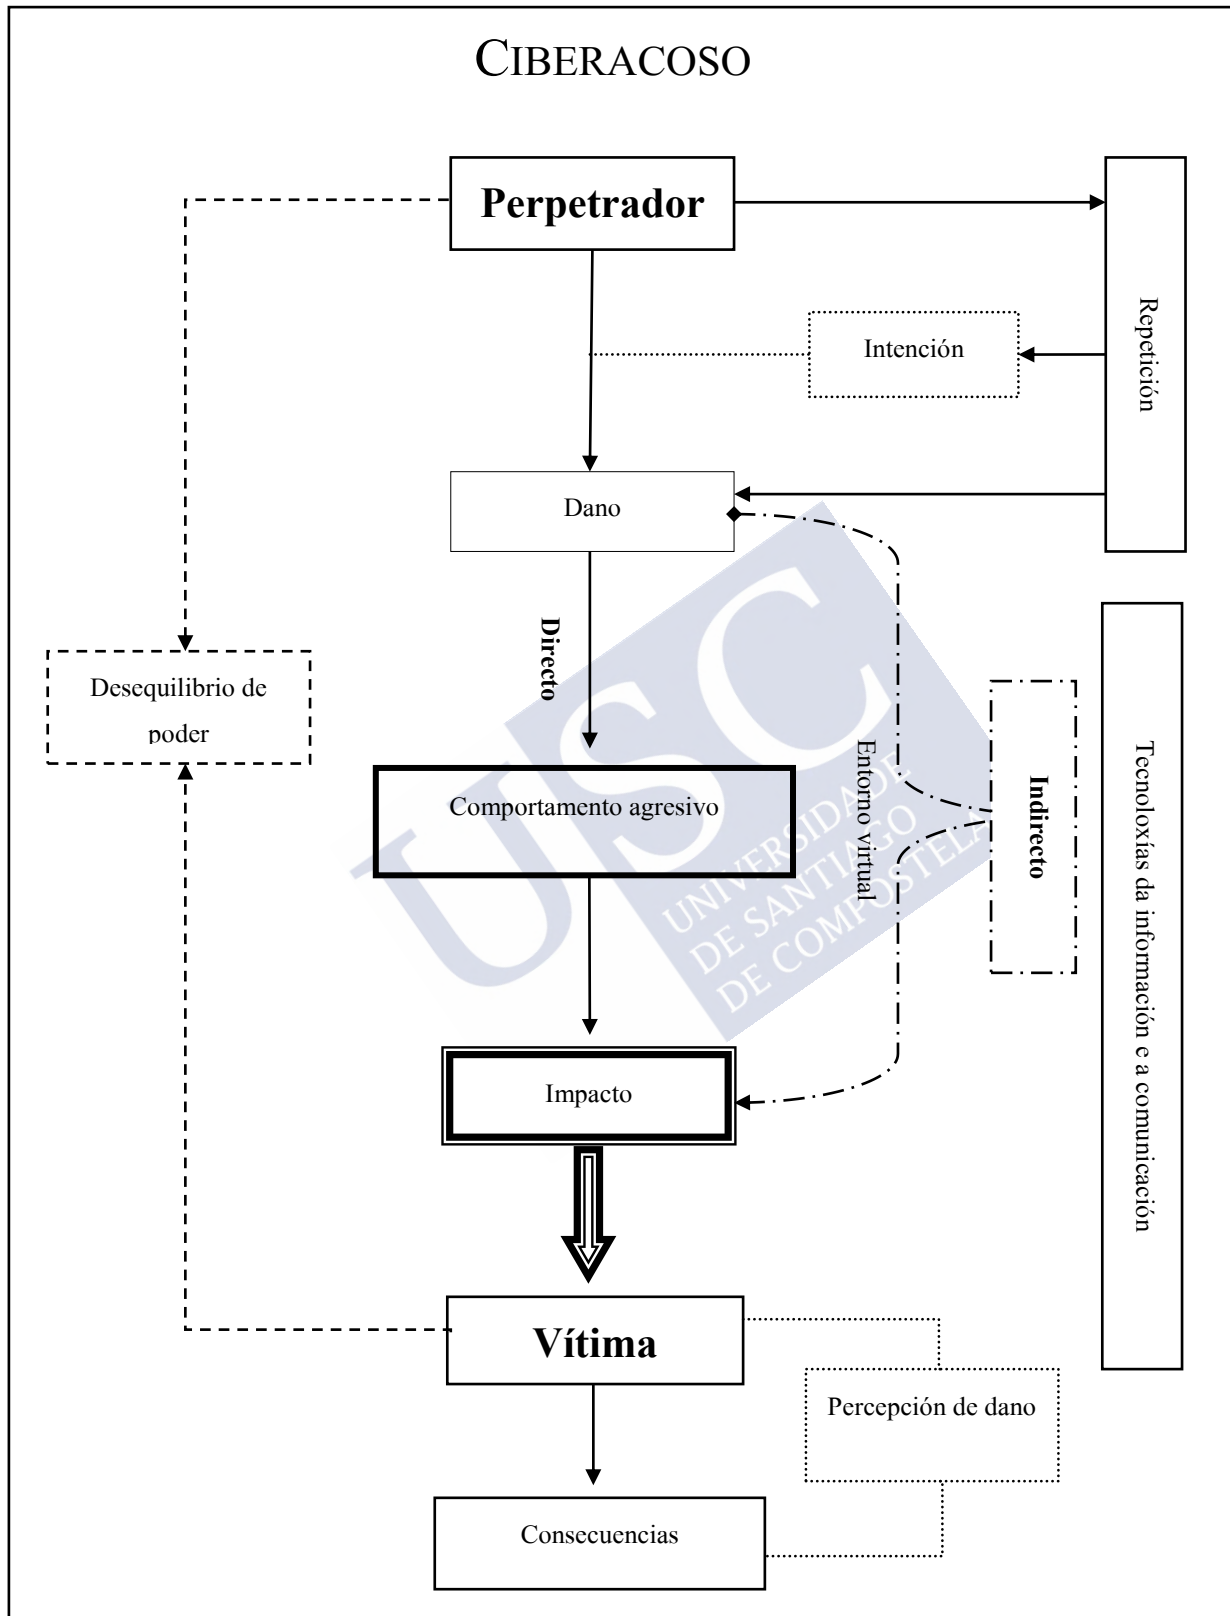 CIBERACOSO
Perpetrador
Repetición
Intención
Dano
Directo
Desequilibrio de
poder
Comportamento agresivo
Entorno virtual
Indirecto
Tecnoloxías da información e a comunicación
USC
UNIVERSIDADE
DE SANTIAGO
DE COMPOSTELA
Impacto
Vítima
Percepción de dano
Consecuencias